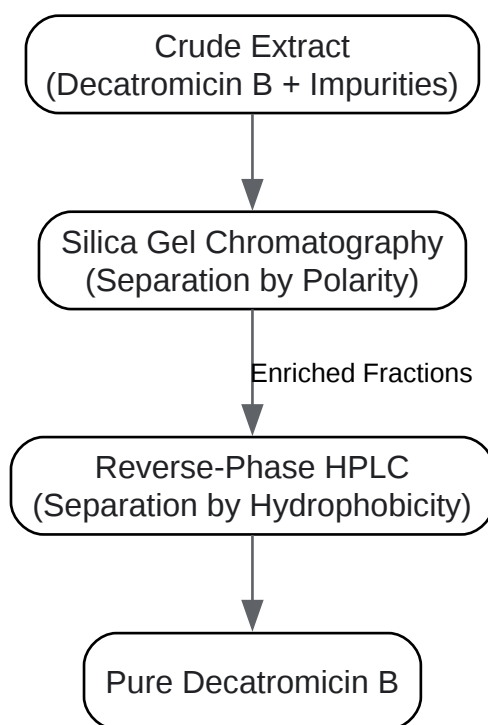 Crude Extract
(Decatromicin B + Impurities)
Silica Gel Chromatography
(Separation by Polarity)
Enriched Fractions
Reverse-Phase HPLC
(Separation by Hydrophobicity)
Pure Decatromicin B